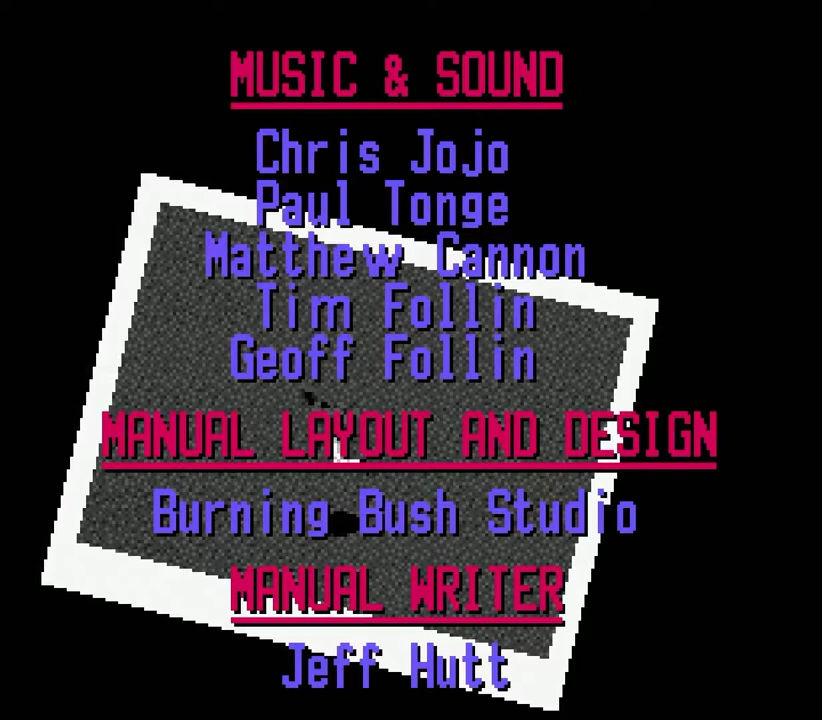 MUSIC & SOUND
Chris Jojo
Paul Tonge
Matthew Cannon
Tim Follin
Geoff Follin
MANUAL LAYOUT AND DESIGN
Burning Bush Studio
MANUAL WRITER
Jeff Hutt